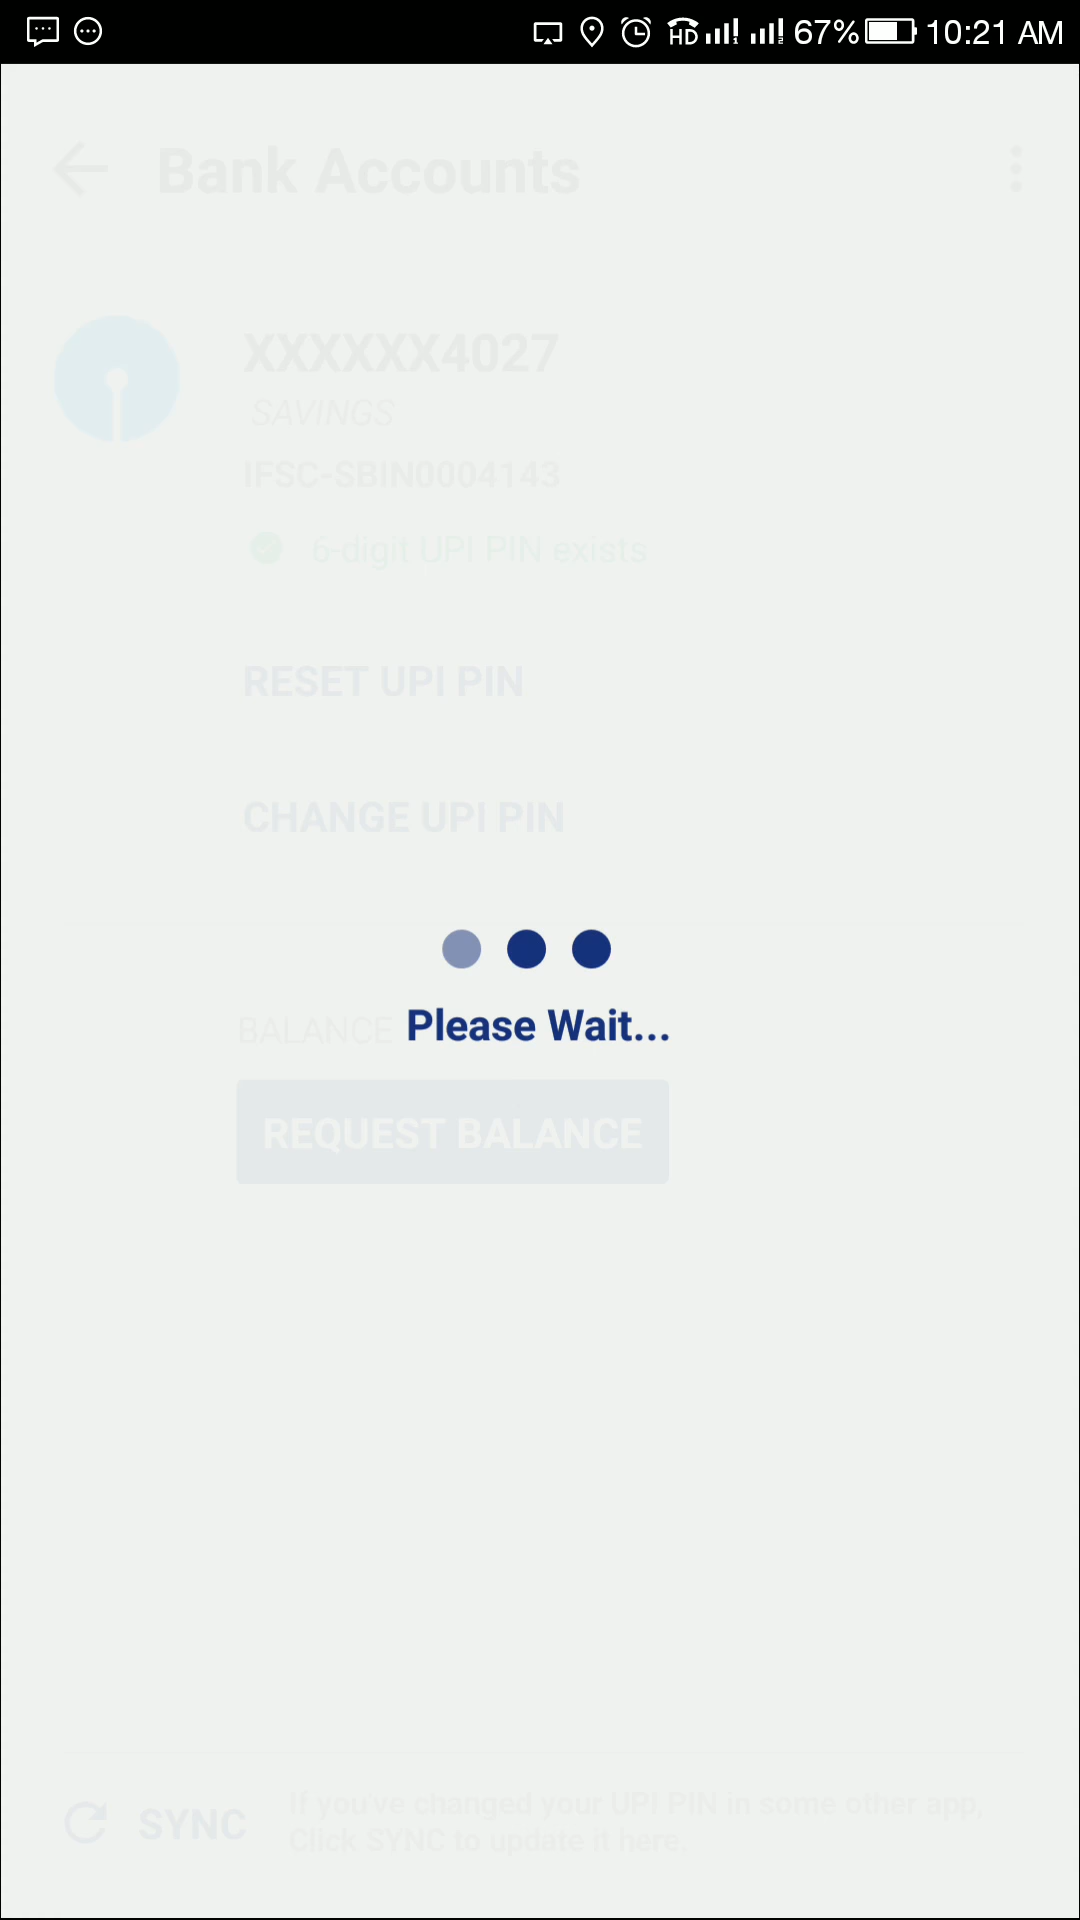 67% 10:21 AM
Bank Accounts
XXXXXX4027
SAVINGS
IFSC-SBIN0004143
6-digit UPI PIN exists
RESET UPI PIN
CHANGE UPI PIN
BALANCE Please Wait...
REQUEST BALANCE
SYNC
If you've changed your UPI PIN in some other app,
Click SYNC to update it here.